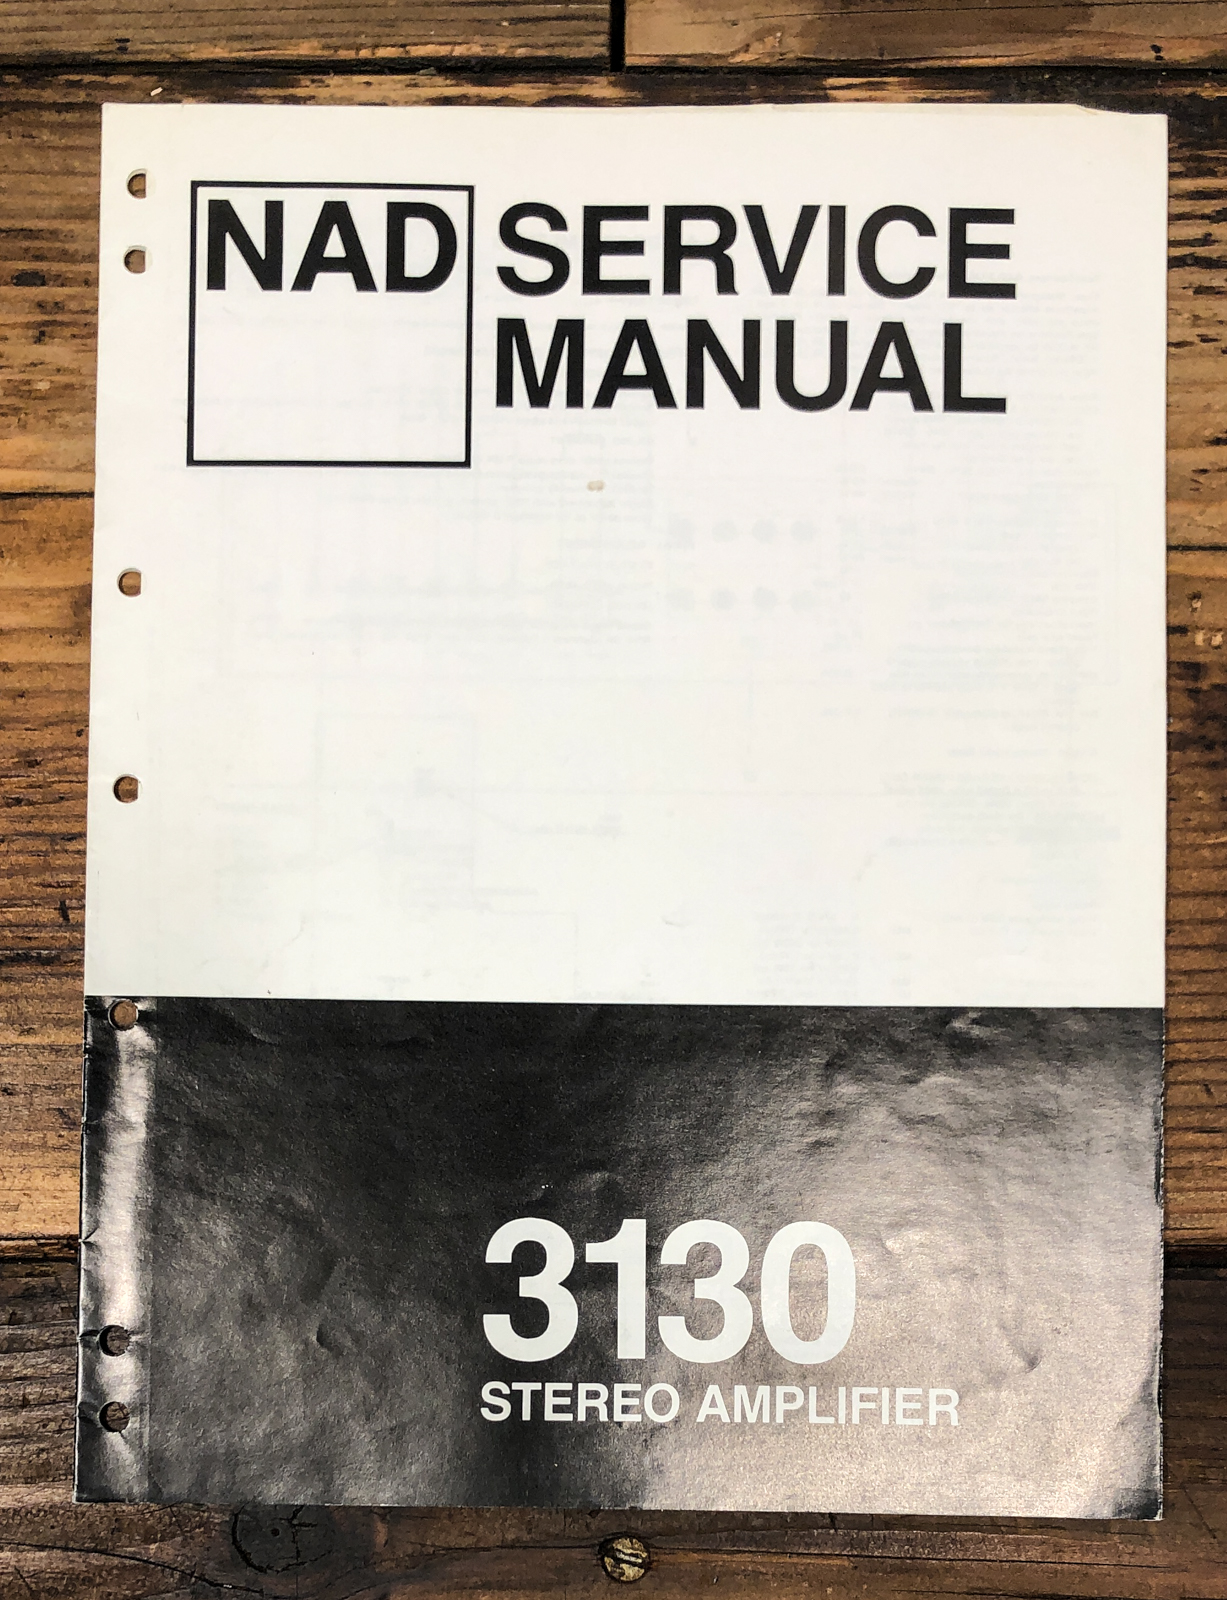 NAD SERVICE
MANUAL
3130
STEREO AMPLIFIER